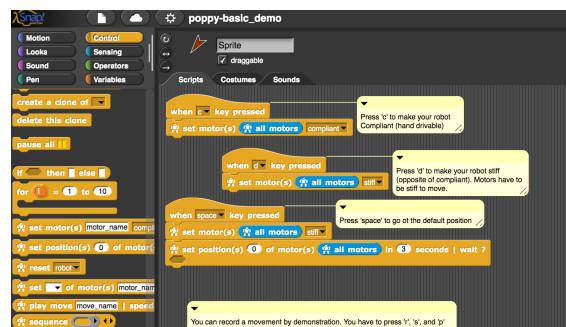 Snap!
poppy-basic_demo
Motion
Control
Looks
Sensing
Sound
Operators
Pen
Variables
Sprite
draggable
Scripts
Costumes
Sounds
create a clone of
delete this clone
pause all
if then else
for i = 1 to 10
set motor(s) motor_name compl
set position(s) 0 of motor(
reset robot
set of motor(s) motor_nam
play move move_name | speed
sequence
when c key pressed
set motor(s) all motors compliant
Press 'c' to make your robot
Compliant (hand drivable)
when d key pressed
set motor(s) all motors stiff
Press 'd' to make your robot stiff
(opposite of compliant). Motors have to
be stiff to move.
when space key pressed
set motor(s) all motors stiff
set position(s) 0 of motor(s) all motors in 3 seconds | wait ?
Press 'space' to go ot the default position
You can record a movement by demonstration. You have to press 'r', 's', and 'p'